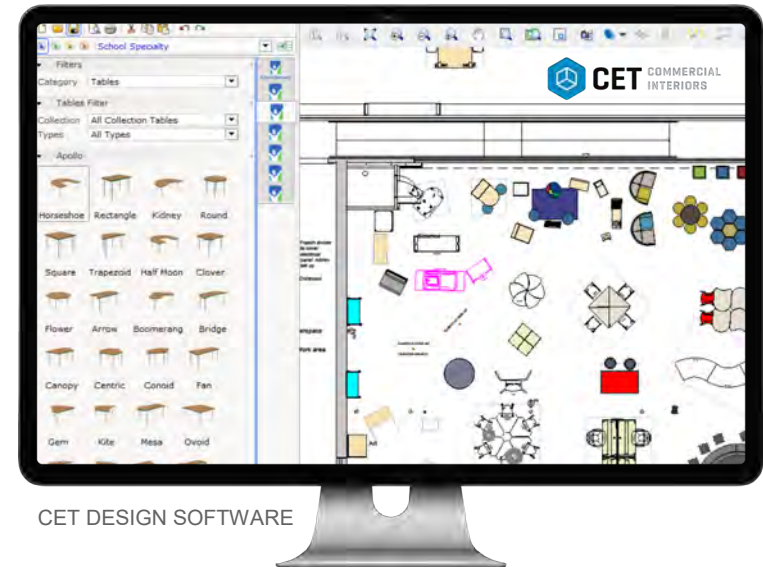 School Specialty
CET COMMERCIAL
INTERIORS
Filters
Category Tables
Tables Filter
Collection All Collection Tables
Types All Types
Apollo
Horseshoe Rectangle Kidney Round
Square Trapezoid Half Moon Clover
Flower Arrow Boomerang Bridge
Canopy Centric Conoid Fan
Gem Kite Mesa Ovoid
CET DESIGN SOFTWARE